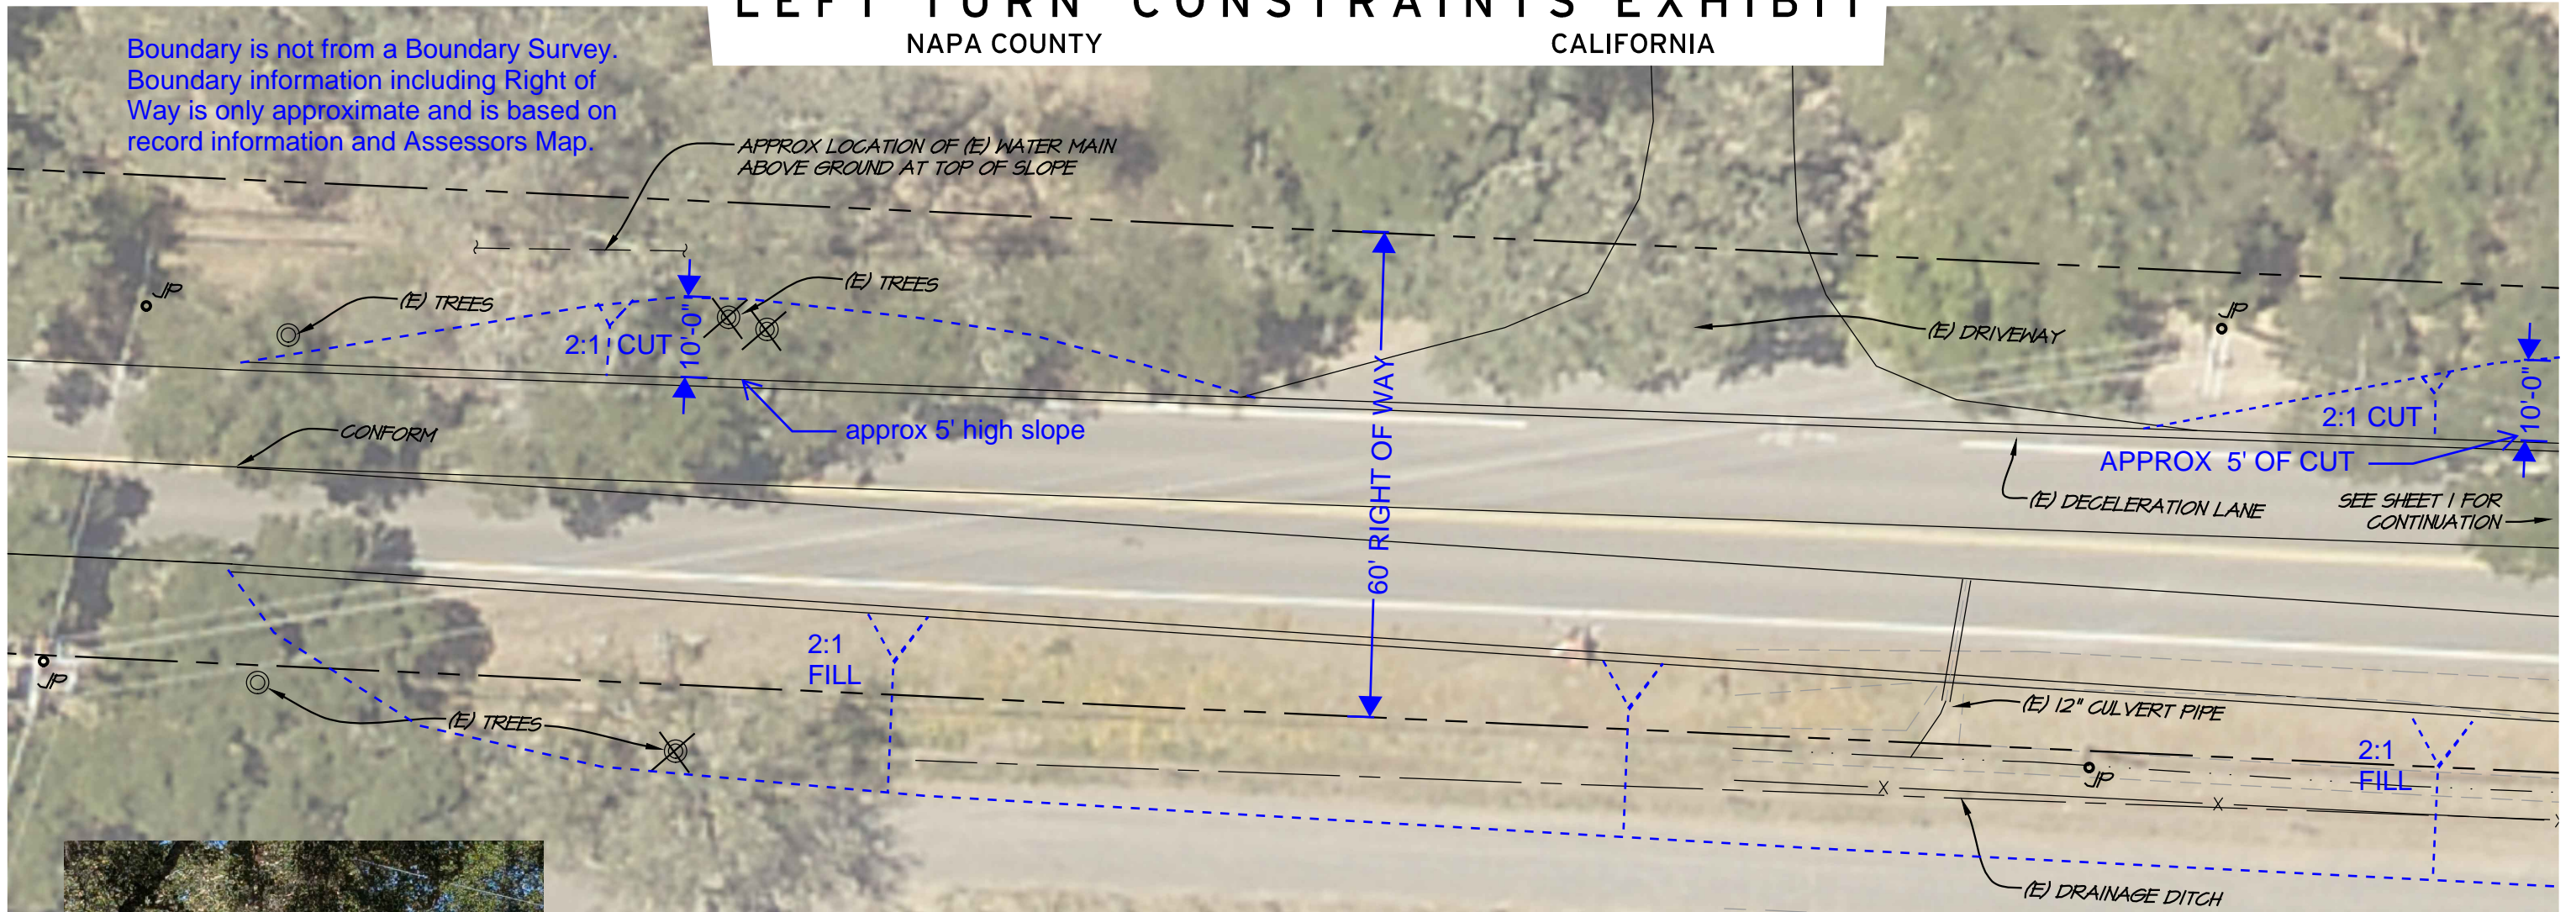 LEFT TURN CONSTRAINTS EXHIBIT
NAPA COUNTY
CALIFORNIA
Boundary is not from a Boundary Survey.
Boundary information including Right of
Way is only approximate and is based on
record information and Assessors Map.
APPROX LOCATION OF (E) WATER MAIN
ABOVE GROUND AT TOP OF SLOPE
JP
(E) TREES
(E) TREES
2:1 CUT
10'-0"
approx 5' high slope
CONFORM
60' RIGHT OF WAY
(E) DRIVEWAY
JP
2:1 CUT
10'-0"
APPROX 5' OF CUT
(E) DECELERATION LANE
SEE SHEET 1 FOR
CONTINUATION
JP
(E) TREES
2:1
FILL
(E) 12" CULVERT PIPE
JP
X
X
2:1
FILL
(E) DRAINAGE DITCH